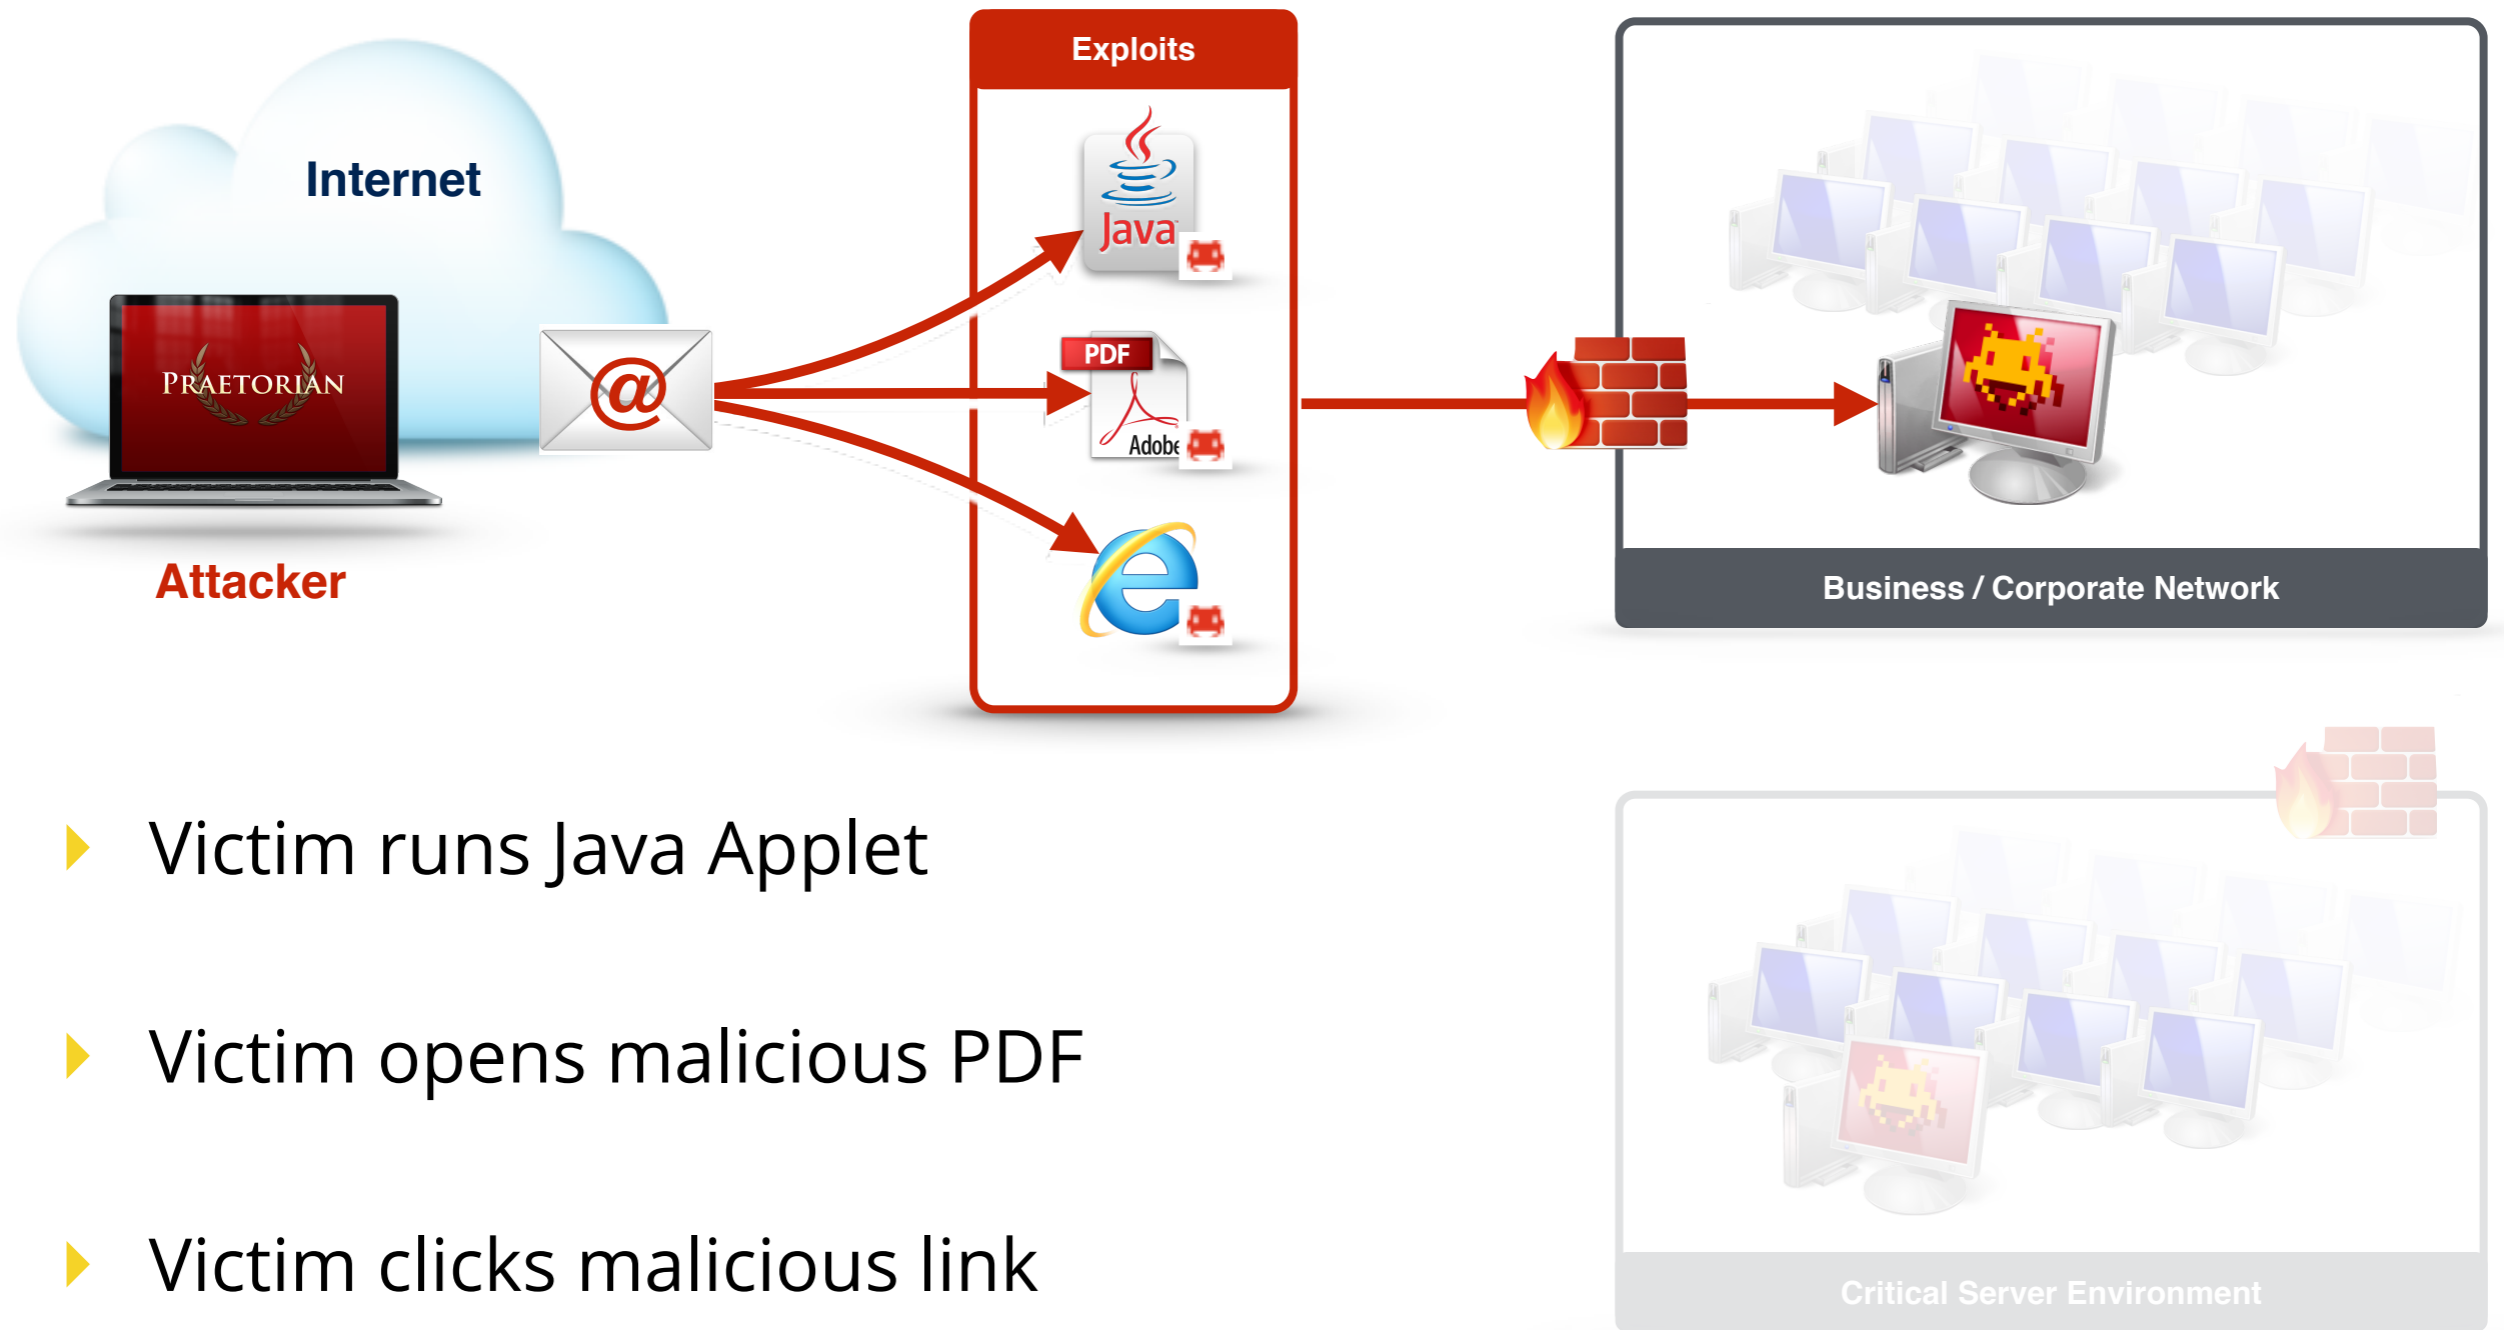 Exploits
Internet
Java
PRAETORIAN
@
PDF
Adobe
Attacker
Business / Corporate Network
Victim runs Java Applet
Victim opens malicious PDF
Victim clicks malicious link
Critical Server Environment